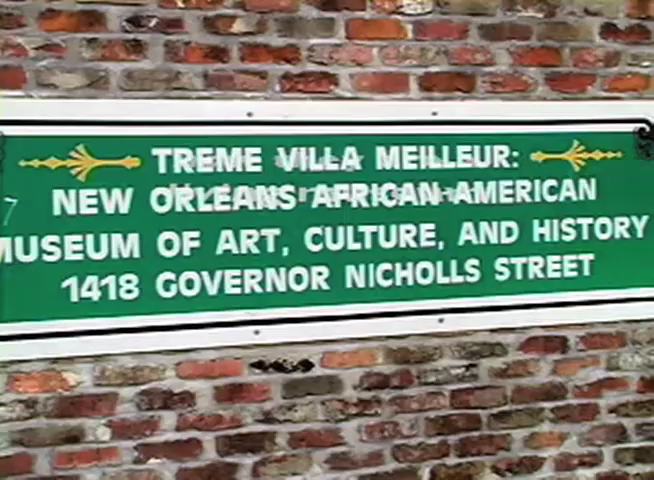 TREME VILLA MEILLEUR:
NEW ORLEANS AFRICAN-AMERICAN
MUSEUM OF ART, CULTURE, AND HISTORY
1418 GOVERNOR NICHOLLS STREET